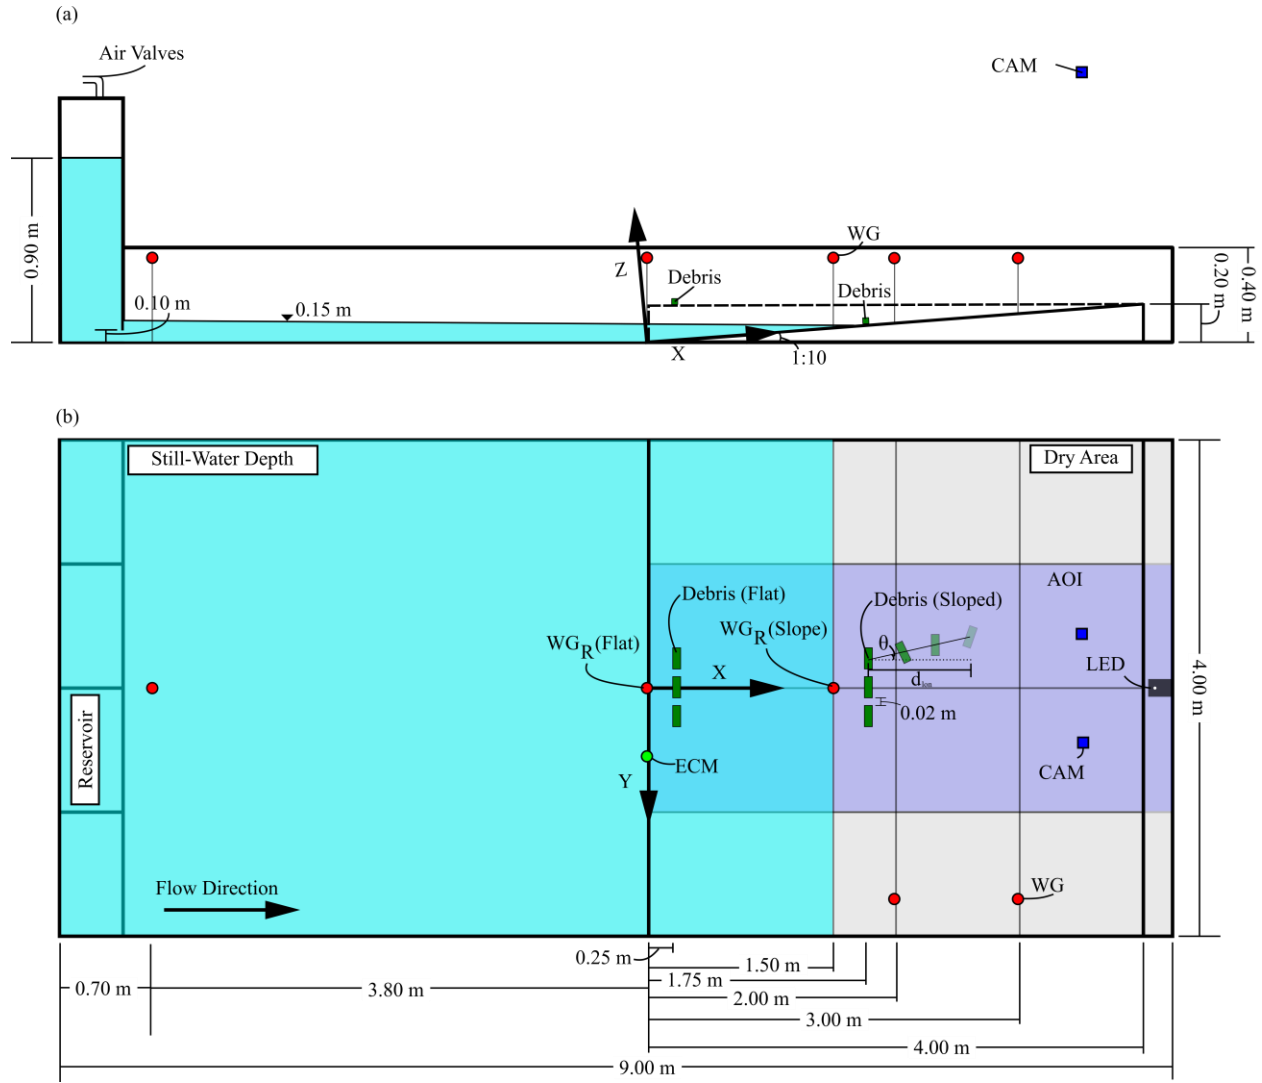 (a)
Air Valves
CAM
WG
Z
Debris
Debris
0.90 m
0.10 m
0.15 m
0.20 m
0.40 m
X
1:10
(b)
Still-Water Depth
Dry Area
AOI
Debris (Flat)
Debris (Sloped)
WGR (Flat)
WGR (Slope)
θ
X
dlon
LED
0.02 m
4.00 m
Reservoir
ECM
Y
CAM
Flow Direction
WG
0.25 m
1.50 m
1.75 m
0.70 m
3.80 m
2.00 m
3.00 m
4.00 m
9.00 m